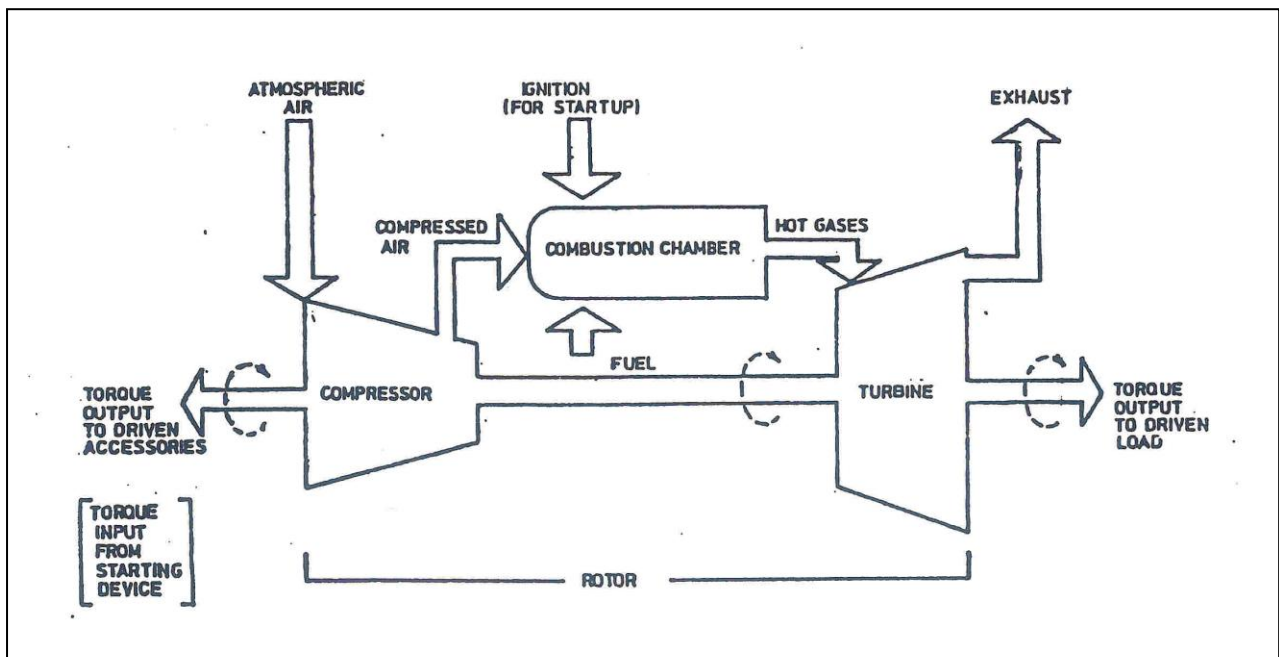 ATMOSPHERIC
AIR
IGNITION
(FOR STARTUP)
EXHAUST
COMPRESSED
AIR
COMBUSTION CHAMBER
HOT GASES
FUEL
COMPRESSOR
TURBINE
TORQUE
OUTPUT
TO DRIVEN
ACCESSORIES
TORQUE
OUTPUT
TO DRIVEN
LOAD
TORQUE
INPUT
FROM
STARTING
DEVICE
ROTOR